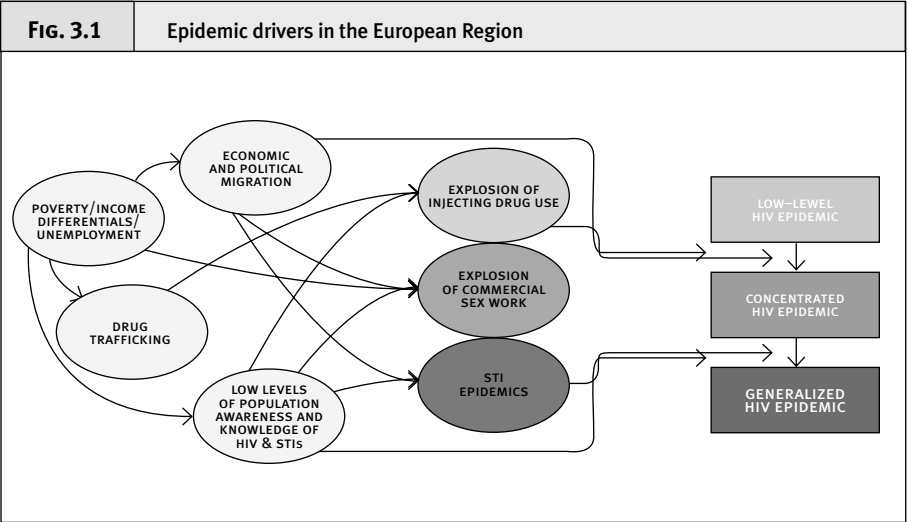 FIG. 3.1
Epidemic drivers in the European Region
ECONOMIC
AND POLITICAL
MIGRATION
POVERTY/INCOME
DIFFERENTIALS/
UNEMPLOYMENT
DRUG
TRAFFICKING
LOW LEVELS
OF POPULATION
AWARENESS AND
KNOWLEDGE OF
HIV & STIs
EXPLOSION OF
INJECTING DRUG USE
EXPLOSION
OF COMMERCIAL
SEX WORK
STI
EPIDEMICS
LOW–LEWEL
HIV EPIDEMIC
CONCENTRATED
HIV EPIDEMIC
GENERALIZED
HIV EPIDEMIC